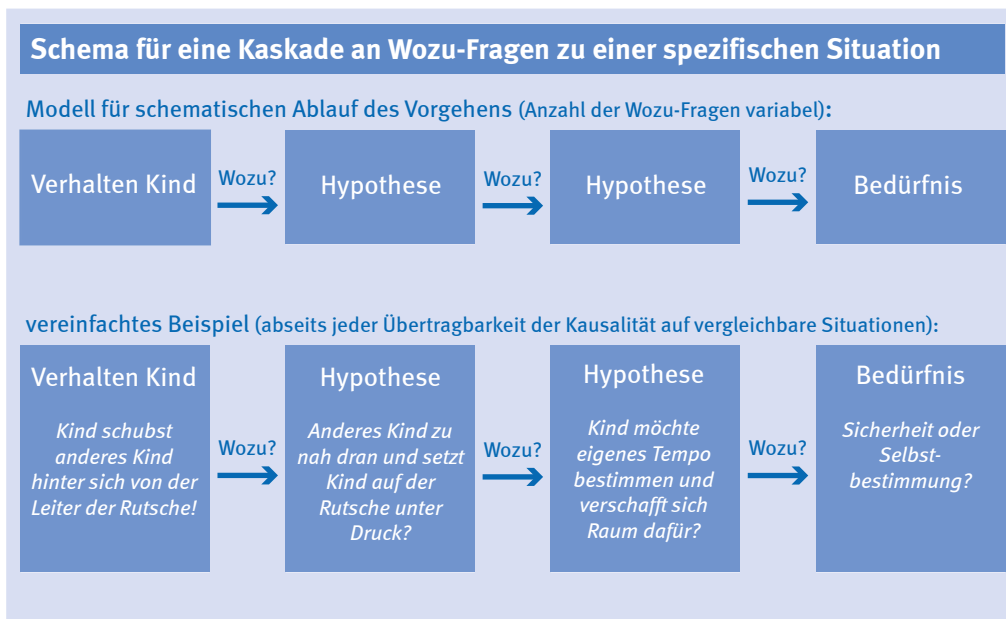 Schema für eine Kaskade an Wozu-Fragen zu einer spezifischen Situation
Modell für schematischen Ablauf des Vorgehens (Anzahl der Wozu-Fragen variabel):
Verhalten Kind
Wozu?
Hypothese
Wozu?
Hypothese
Wozu?
Bedürfnis
vereinfachtes Beispiel (abseits jeder Übertragbarkeit der Kausalität auf vergleichbare Situationen):
Verhalten Kind
Kind schubst
anderes Kind
hinter sich von der
Leiter der Rutsche!
Wozu?
Hypothese
Anderes Kind zu
nah dran und setzt
Kind auf der
Rutsche unter
Druck?
Wozu?
Hypothese
Kind möchte
eigenes Tempo
bestimmen und
verschafft sich
Raum dafür?
Wozu?
Bedürfnis
Sicherheit oder
Selbst-
bestimmung?